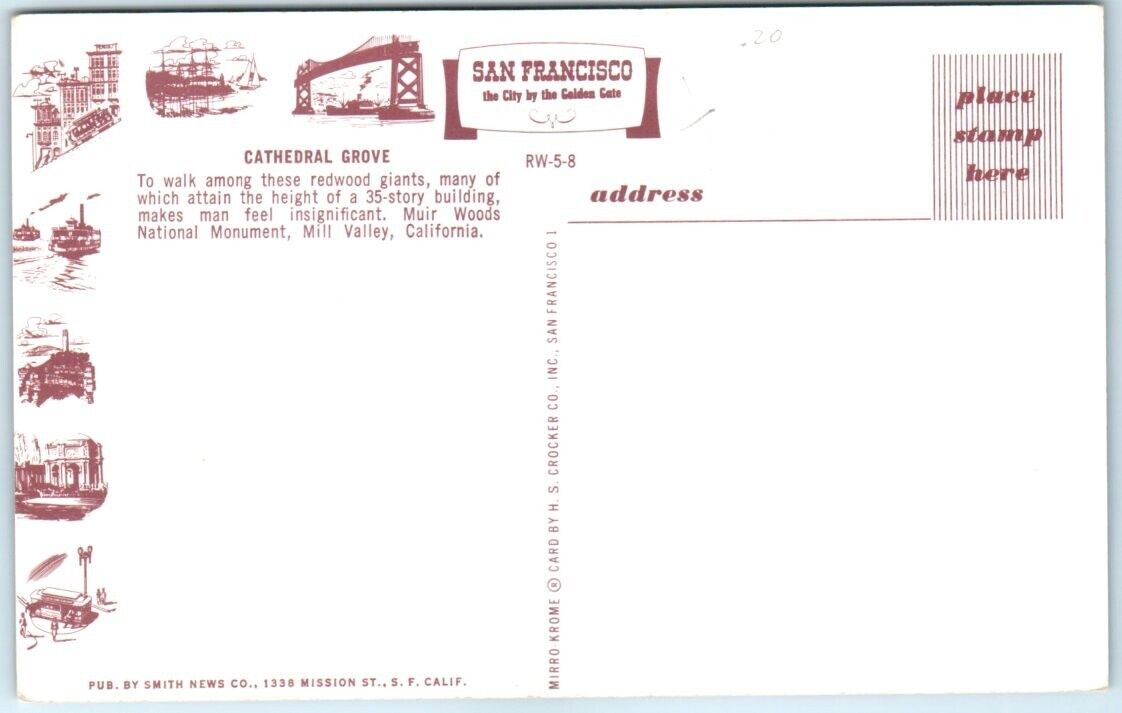 .20
SAN FRANCISCO
the City by the Golden Gate
CATHEDRAL GROVE
To walk among these redwood giants, many of
which attain the height of a 35-story building,
makes man feel insignificant. Muir Woods
National Monument, Mill Valley, California.
RW-5-8
address
place
stamp
here
MIRRO-KROME ® CARD BY H. S. CROCKER CO., INC., SAN FRANCISCO 1
PUB. BY SMITH NEWS CO., 1338 MISSION ST., S. F. CALIF.